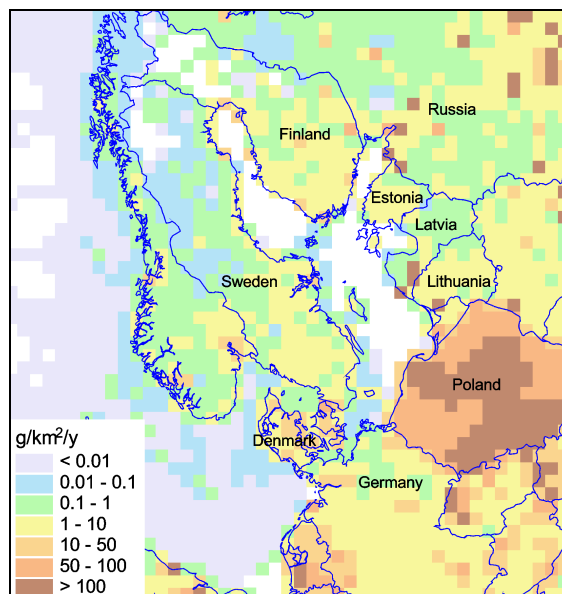 Russia
Finland
Estonia
Latvia
Sweden
Lithuania
Poland
Denmark
Germany
g/km²/y
< 0.01
0.01 - 0.1
0.1 - 1
1 - 10
10 - 50
50 - 100
> 100